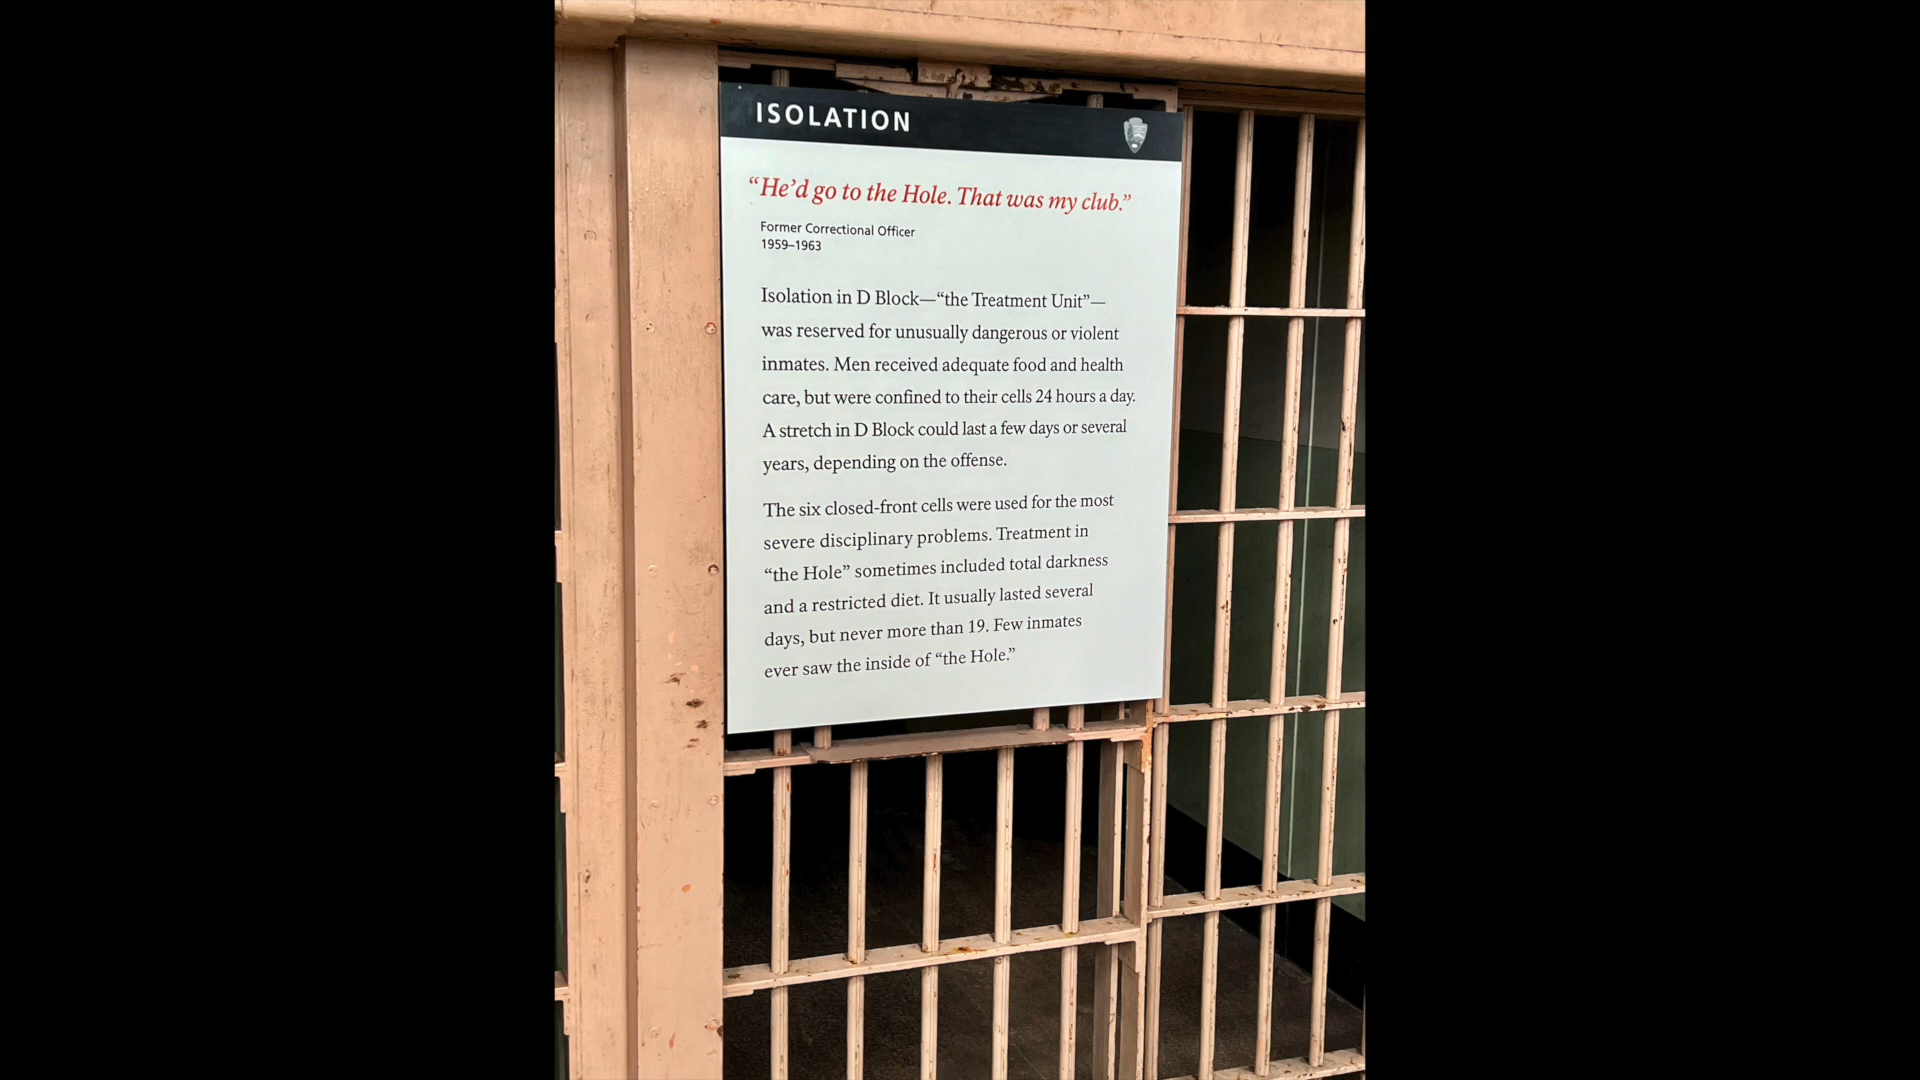 ISOLATION
“He’d go to the Hole. That was my club.”
Former Correctional Officer
1959–1963
Isolation in D Block—“the Treatment Unit”—
was reserved for unusually dangerous or violent
inmates. Men received adequate food and health
care, but were confined to their cells 24 hours a day.
A stretch in D Block could last a few days or several
years, depending on the offense.
The six closed-front cells were used for the most
severe disciplinary problems. Treatment in
“the Hole” sometimes included total darkness
and a restricted diet. It usually lasted several
days, but never more than 19. Few inmates
ever saw the inside of “the Hole.”